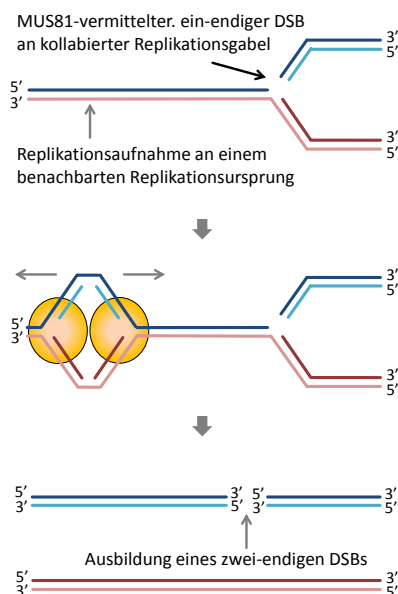 MUS81-vermittelter. ein-endiger DSB
an kollabierter Replikationsgabel
3’
5’
5’
3’
3’
5’
Replikationsaufnahme an einem
benachbarten Replikationsursprung
3’
5’
5’
3’
3’
5’
5’ 3’ 5’ 3’
3’ 5’ 3’ 5’
Ausbildung eines zwei-endigen DSBs
5’ 3’
3’ 5’